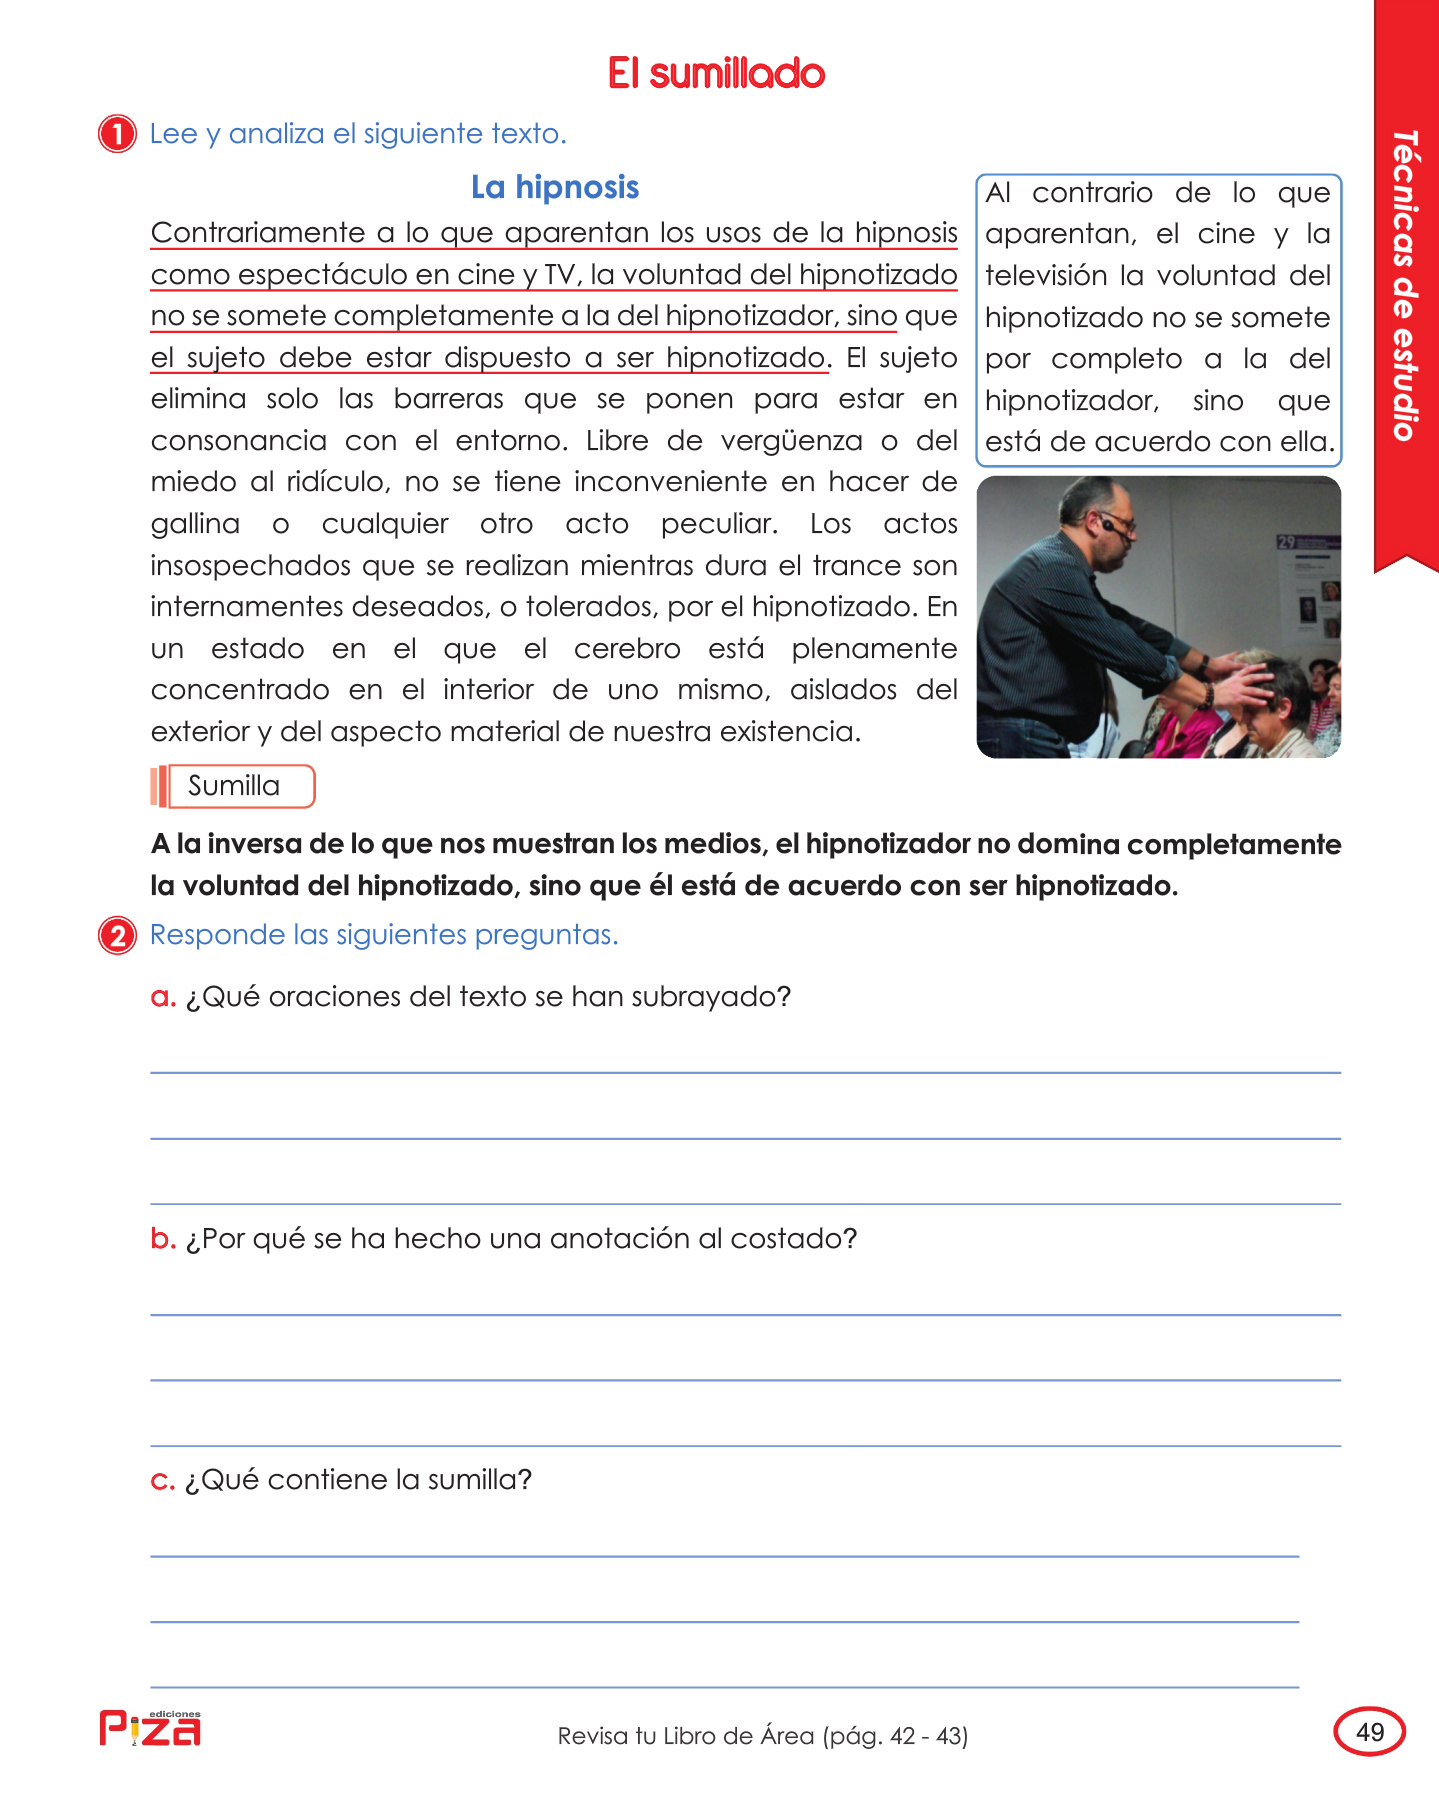 El sumillado
1 Lee y analiza el siguiente texto.
La hipnosis
Contrariamente a lo que aparentan los usos de la hipnosis
como espectáculo en cine y TV, la voluntad del hipnotizado
no se somete completamente a la del hipnotizador, sino que
el sujeto debe estar dispuesto a ser hipnotizado. El sujeto
elimina solo las barreras que se ponen para estar en
consonancia con el entorno. Libre de vergüenza o del
miedo al ridículo, no se tiene inconveniente en hacer de
gallina o cualquier otro acto peculiar. Los actos
insospechados que se realizan mientras dura el trance son
internamentes deseados, o tolerados, por el hipnotizado. En
un estado en el que el cerebro está plenamente
concentrado en el interior de uno mismo, aislados del
exterior y del aspecto material de nuestra existencia.
Al contrario de lo que
aparentan, el cine y la
televisión la voluntad del
hipnotizado no se somete
por completo a la del
hipnotizador, sino que
está de acuerdo con ella.
29
Sumilla
A la inversa de lo que nos muestran los medios, el hipnotizador no domina completamente
la voluntad del hipnotizado, sino que él está de acuerdo con ser hipnotizado.
2 Responde las siguientes preguntas.
a. ¿Qué oraciones del texto se han subrayado?
b. ¿Por qué se ha hecho una anotación al costado?
c. ¿Qué contiene la sumilla?
Técnicas de estudio
ediciones
Piza
Revisa tu Libro de Área (pág. 42 - 43)
49